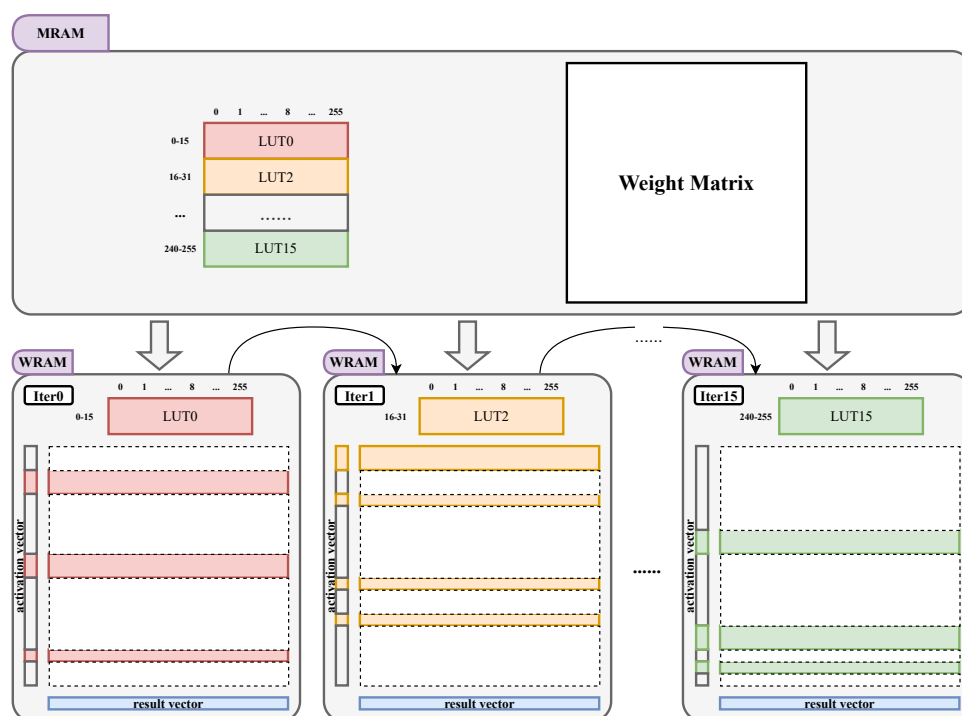 MRAM
0 1 ... 8 ... 255
0-15 LUT0
16-31 LUT2
... ......
240-255 LUT15
Weight Matrix
......
WRAM
Iter0
0 1 ... 8 ... 255
0-15 LUT0
activation vector
result vector
WRAM
Iter1
0 1 ... 8 ... 255
16-31 LUT2
activation vector
result vector
......
WRAM
Iter15
0 1 ... 8 ... 255
240-255 LUT15
activation vector
result vector